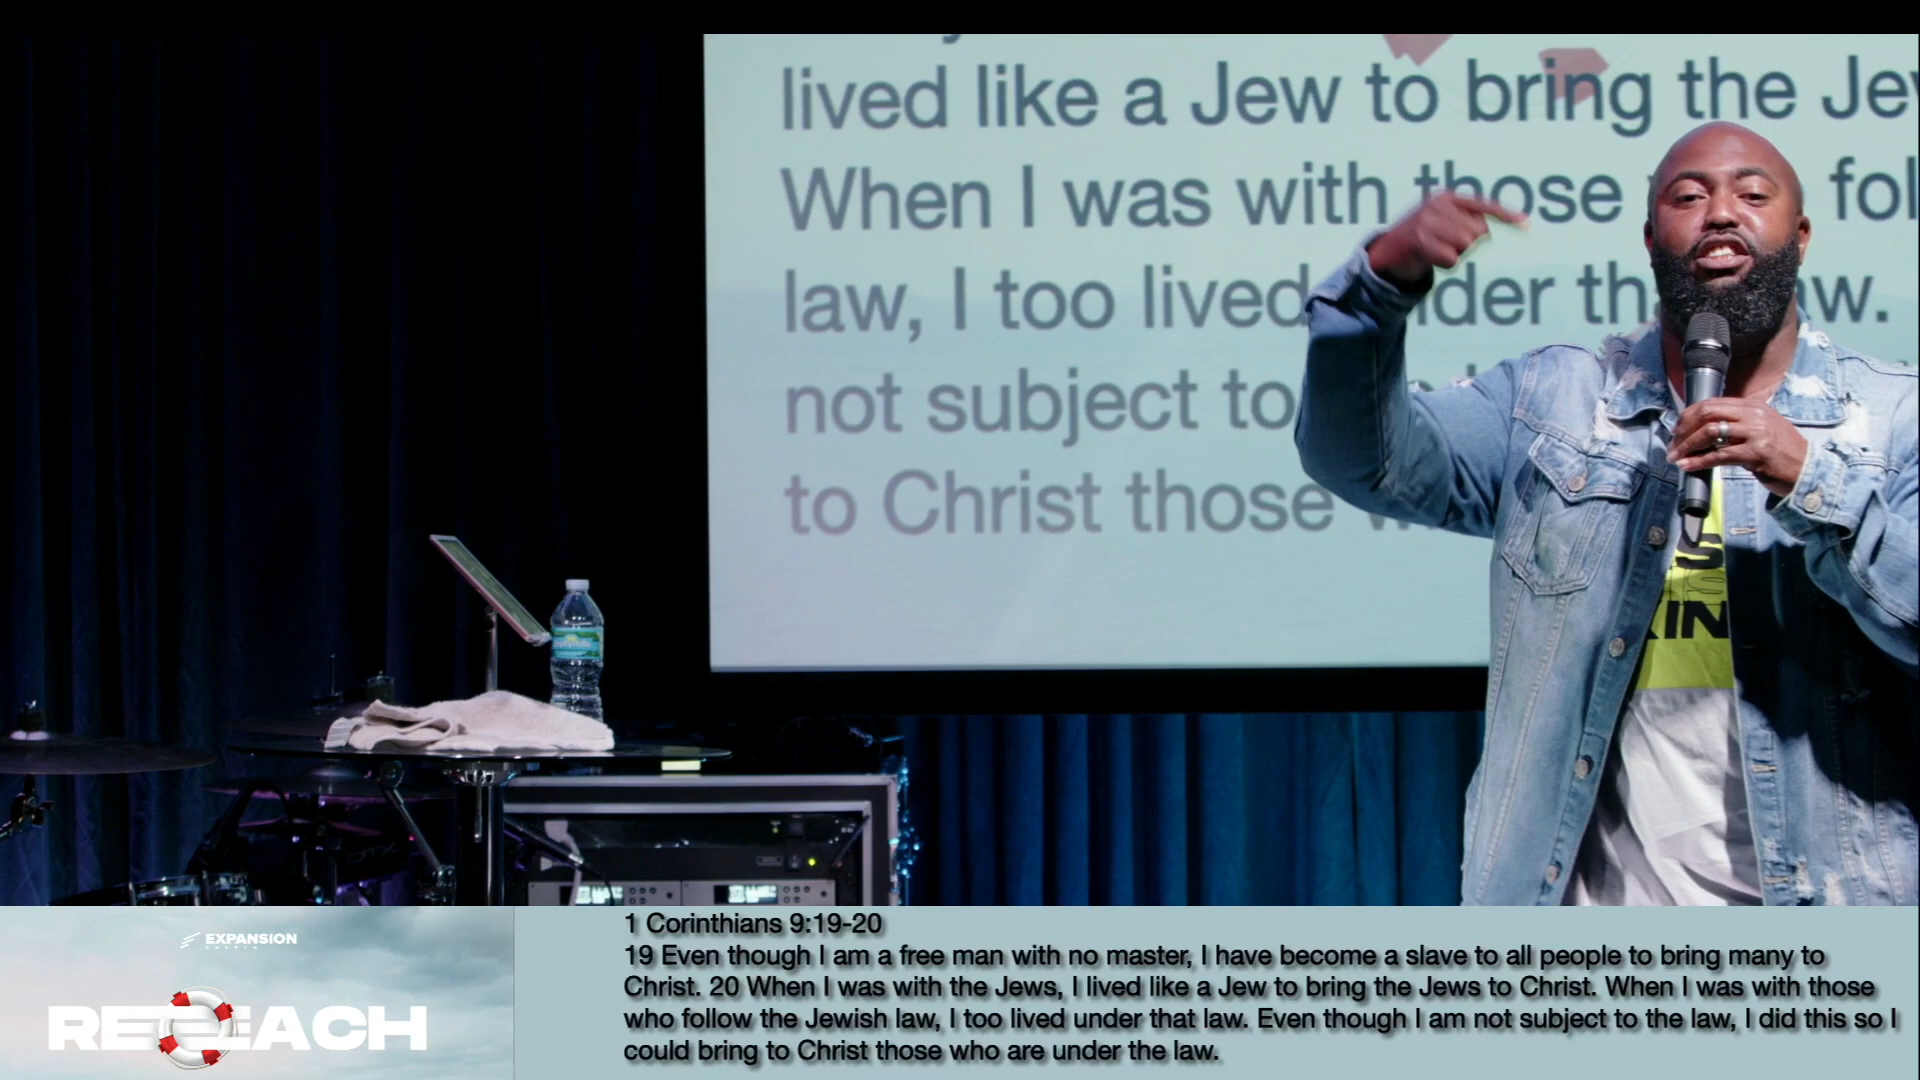 lived like a Jew to bring the
When I was with those
law, I too lived
not subject to
to Christ those
EXPANSION
CHURCH
1 Corinthians 9:19-20
19 Even though I am a free man with no master, I have become a slave to all people to bring many to
Christ. 20 When I was with the Jews, I lived like a Jew to bring the Jews to Christ. When I was with those
who follow the Jewish law, I too lived under that law. Even though I am not subject to the law, I did this so I
could bring to Christ those who are under the law.